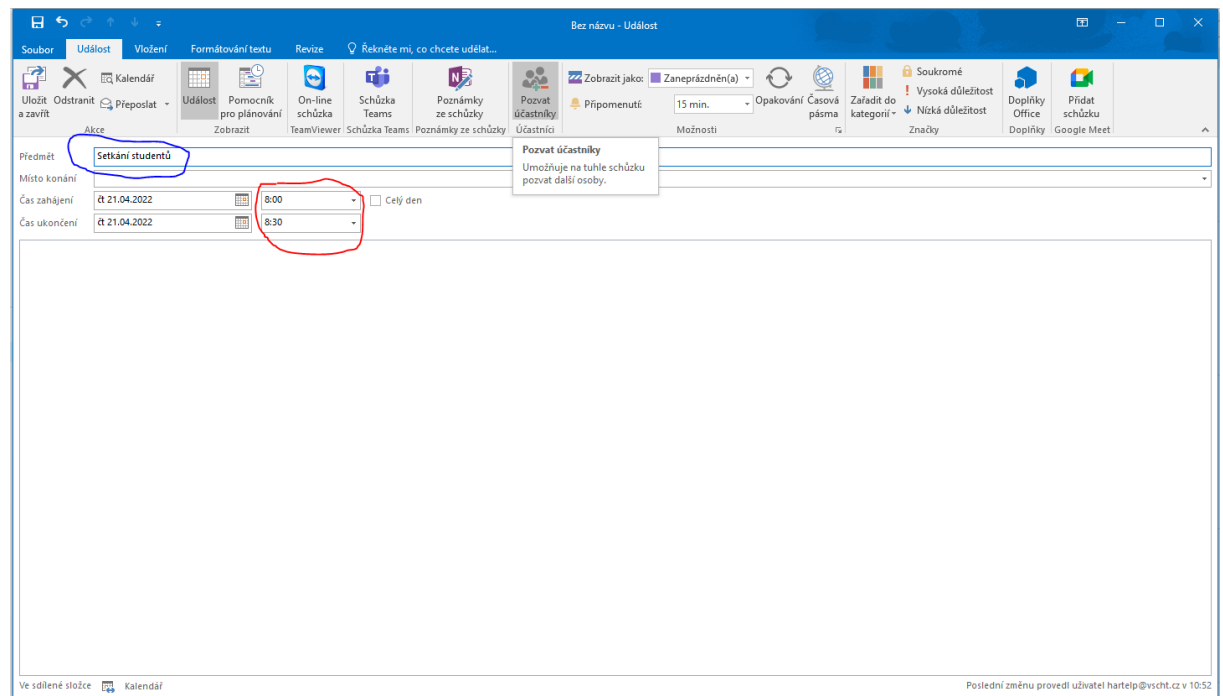 Bez názvu - Událost
Soubor Událost Vložení Formátování textu Revize Řekněte mi, co chcete udělat...
Uložit a zavřít
Odstranit
Kalendář
Přeposlat
Akce
Událost
Pomocník pro plánování
Zobrazit
On-line schůzka
TeamViewer
Schůzka Teams
Schůzka Teams
Poznámky ze schůzky
Poznámky ze schůzky
Pozvat účastníky
Účastníci
Zobrazit jako: Zaneprázdněn(a)
Připomenutí: 15 min.
Opakování
Časová pásma
Možnosti
Zařadit do kategorií
Soukromé
Vysoká důležitost
Nízká důležitost
Značky
Doplňky Office
Doplňky
Přidat schůzku
Google Meet
Pozvat účastníky
Umožňuje na tuhle schůzku
pozvat další osoby.
Předmět Setkání studentů
Místo konání
Čas zahájení čt 21.04.2022 8:00 Celý den
Čas ukončení čt 21.04.2022 8:30
Ve sdílené složce Kalendář Poslední změnu provedl uživatel hartelp@vscht.cz v 10:52